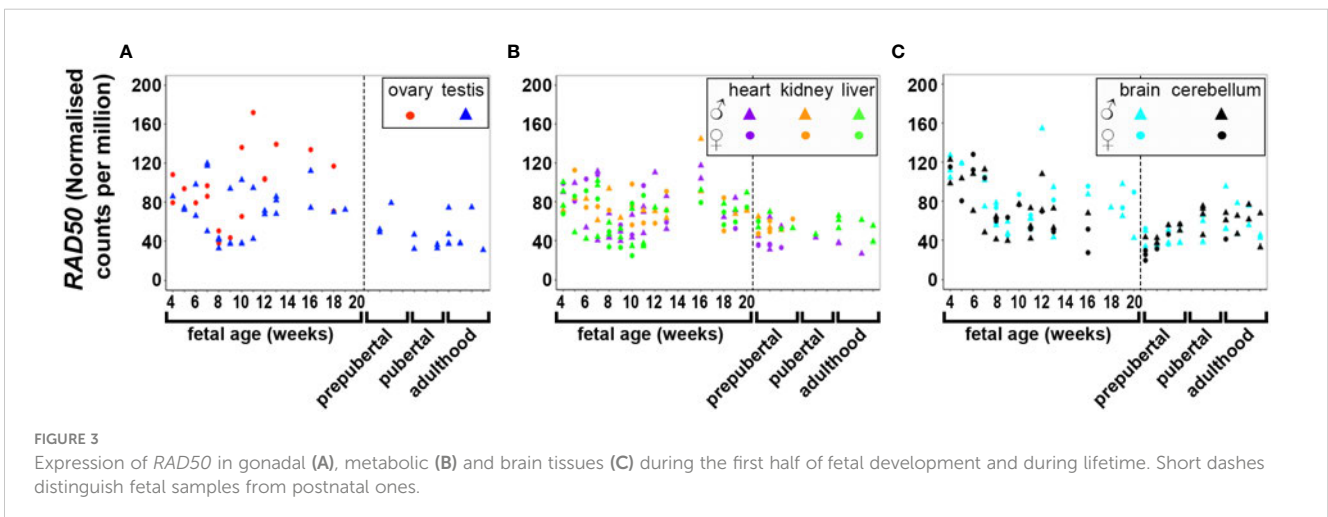 A
B
C
RAD50 (Normalised
counts per million)
200
160
120
80
40
0
ovary testis
4 6 8 10 12 14 16 18 20
fetal age (weeks)
prepubertal
pubertal
adulthood
200
160
120
80
40
0
heart kidney liver
♂
♀
4 6 8 10 12 14 16 18 20
fetal age (weeks)
prepubertal
pubertal
adulthood
200
160
120
80
40
0
brain cerebellum
♂
♀
4 6 8 10 12 14 16 18 20
fetal age (weeks)
prepubertal
pubertal
adulthood
FIGURE 3
Expression of RAD50 in gonadal (A), metabolic (B) and brain tissues (C) during the first half of fetal development and during lifetime. Short dashes
distinguish fetal samples from postnatal ones.